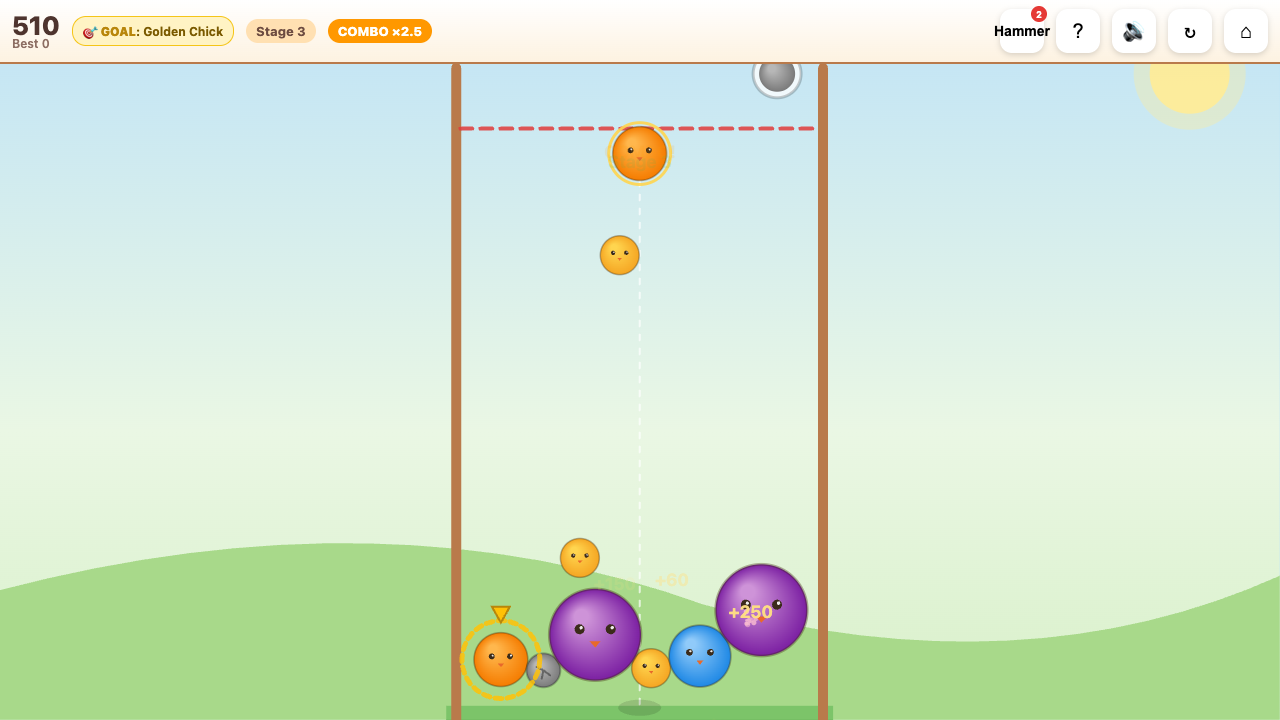 510
Best 0
🎯 GOAL: Golden Chick
Stage 3
COMBO ×2.5
Hammer
2
?
+60
+250